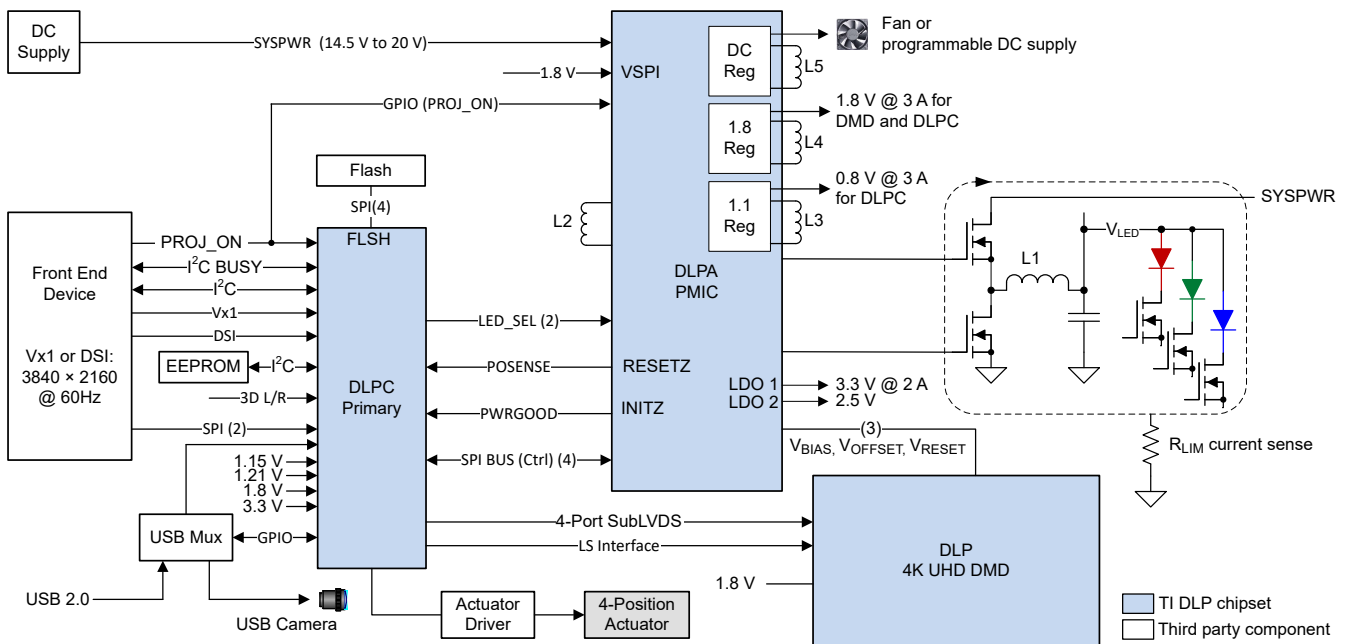 DC
Supply
SYSPWR (14.5 V to 20 V)
1.8 V
VSPI
GPIO (PROJ_ON)
DC
Reg
L5
Fan or
programmable DC supply
1.8
Reg
L4
1.8 V @ 3 A for
DMD and DLPC
1.1
Reg
L3
0.8 V @ 3 A
for DLPC
L2
DLPA
PMIC
Flash
SPI(4)
FLSH
Front End
Device
Vx1 or DSI:
3840 × 2160
@ 60Hz
PROJ_ON
I²C BUSY
I²C
Vx1
DSI
EEPROM
I²C
3D L/R
SPI (2)
1.15 V
1.21 V
1.8 V
3.3 V
DLPC
Primary
LED_SEL (2)
POSENSE
RESETZ
PWRGOOD
INITZ
SPI BUS (Ctrl) (4)
LDO 1
3.3 V @ 2 A
LDO 2
2.5 V
(3)
VBIAS, VOFFSET, VRESET
SYSPWR
VLED
L1
RLIM current sense
USB Mux
GPIO
USB 2.0
USB Camera
4-Port SubLVDS
LS Interface
DLP
4K UHD DMD
1.8 V
Actuator
Driver
4-Position
Actuator
TI DLP chipset
Third party component